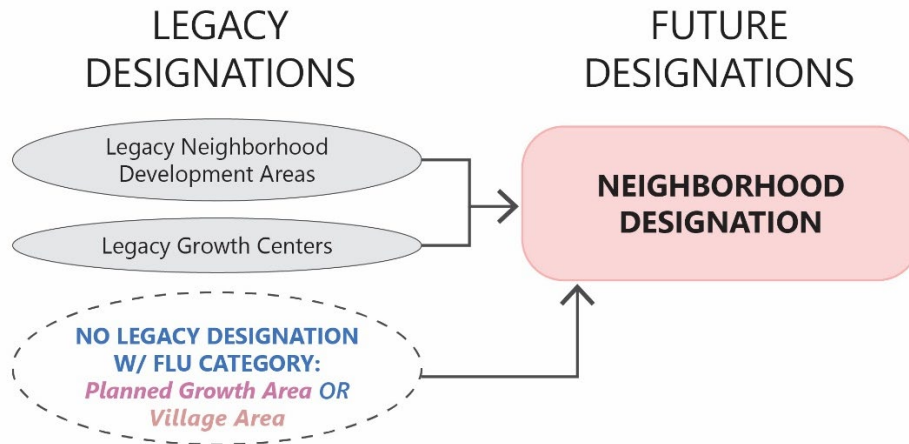 LEGACY
DESIGNATIONS
FUTURE
DESIGNATIONS
Legacy Neighborhood
Development Areas
Legacy Growth Centers
NO LEGACY DESIGNATION
W/ FLU CATEGORY:
Planned Growth Area OR
Village Area
NEIGHBORHOOD
DESIGNATION